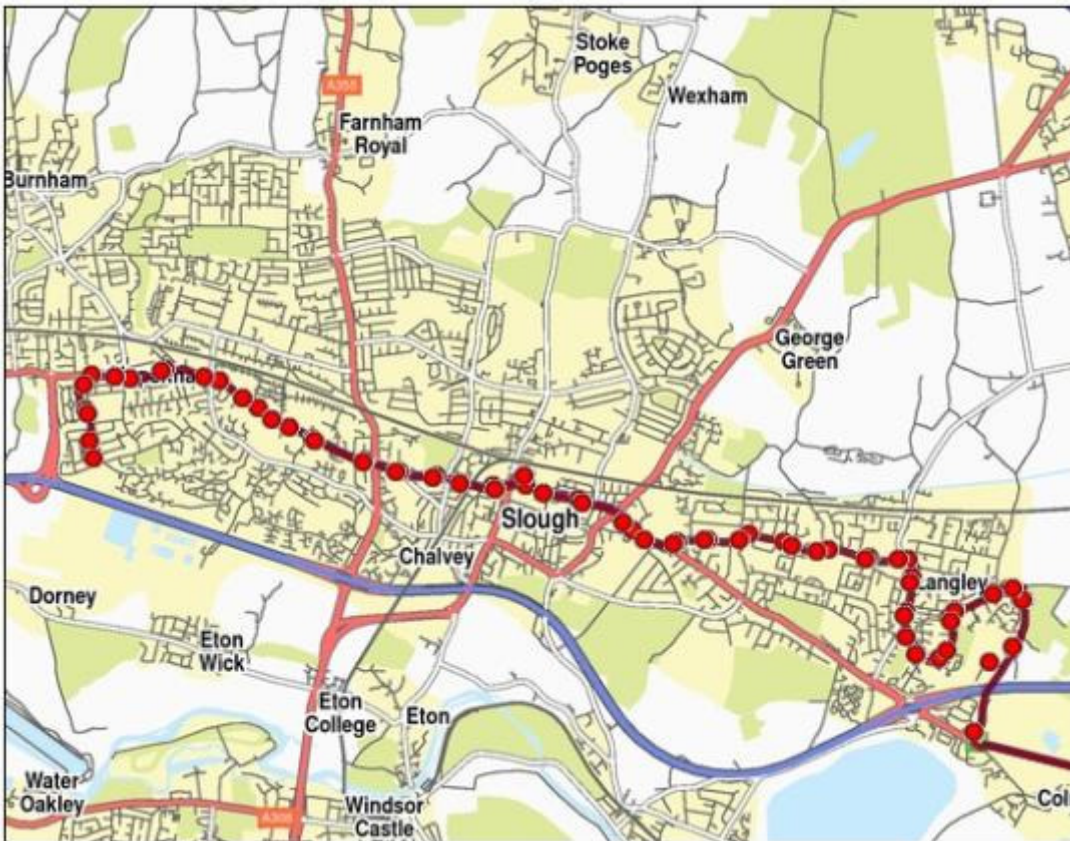 Stoke
Poges
A355
Wexham
Farnham
Royal
Burnham
George
Green
Slough
Chalvey
Langley
Dorney
Eton
Wick
Eton
College
Eton
Water
Oakley
Windsor
Castle
A308